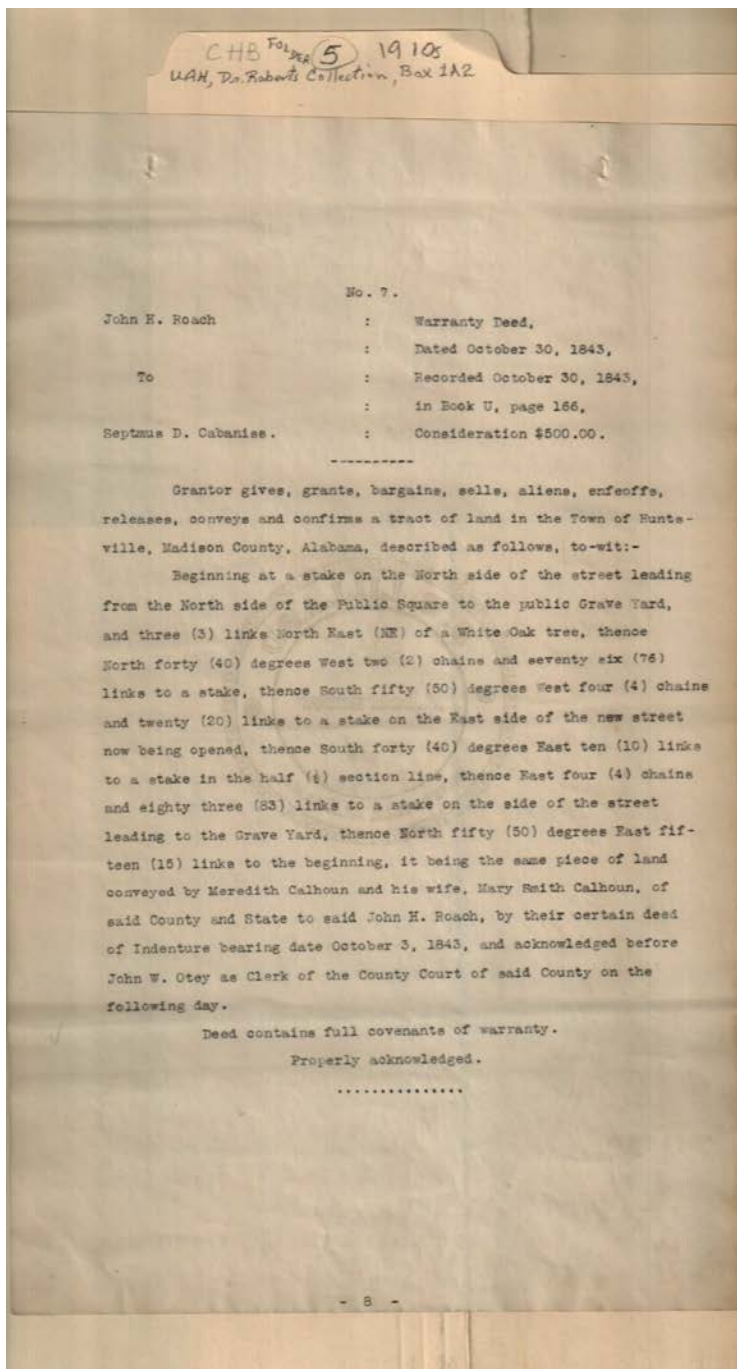 CHB FOLDER 5 1910s
UAH, Dr. Roberts Collection, Box 1A2
No. 7.
John H. Roach : Warranty Deed,
: Dated October 30, 1843,
To : Recorded October 30, 1843,
: in Book U, page 166,
Septmus D. Cabaniss. : Consideration $500.00.
----------
Grantor gives, grants, bargains, sells, aliens, enfeoffs,
releases, conveys and confirms a tract of land in the Town of Hunts-
ville, Madison County, Alabama, described as follows, to-wit:-
Beginning at a stake on the North side of the street leading
from the North side of the Public Square to the public Grave Yard,
and three (3) links North East (NE) of a White Oak tree, thence
North forty (40) degrees West two (2) chains and seventy six (76)
links to a stake, thence South fifty (50) degrees West four (4) chains
and twenty (20) links to a stake on the East side of the new street
now being opened, thence South forty (40) degrees East ten (10) links
to a stake in the half (½) section line, thence East four (4) chains
and eighty three (83) links to a stake on the side of the street
leading to the Grave Yard, thence North fifty (50) degrees East fif-
teen (15) links to the beginning, it being the same piece of land
conveyed by Meredith Calhoun and his wife, Mary Smith Calhoun, of
said County and State to said John H. Roach, by their certain deed
of Indenture bearing date October 3, 1843, and acknowledged before
John W. Otey as Clerk of the County Court of said County on the
following day.
Deed contains full covenants of warranty.
Properly acknowledged.
...............
- 8 -